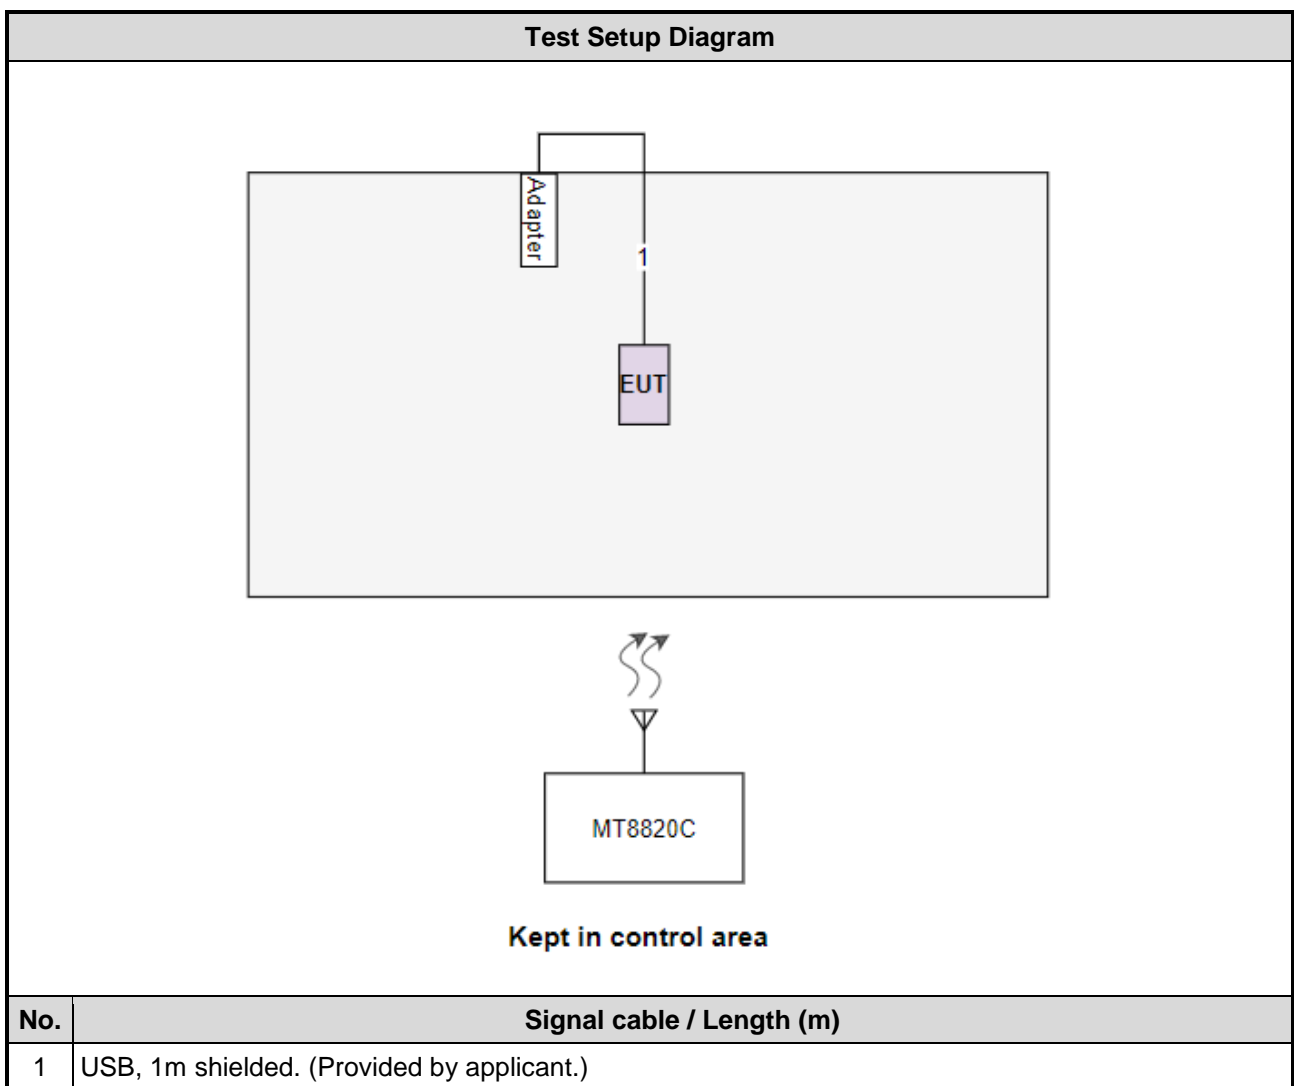 Test Setup Diagram
Adapter
1
EUT
MT8820C
Kept in control area
No. Signal cable / Length (m)
1 USB, 1m shielded. (Provided by applicant.)